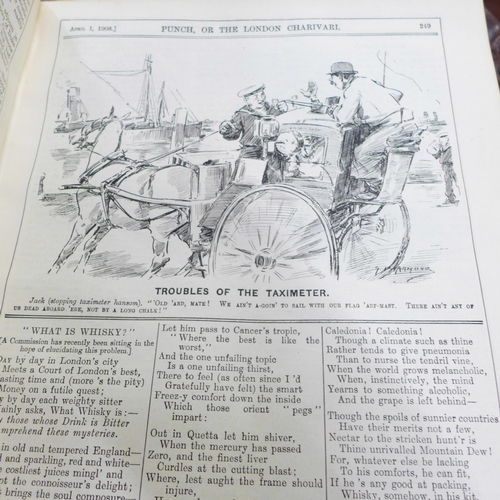 April 1, 1908.]
PUNCH, OR THE LONDON CHARIVARI.
249
TROUBLES OF THE TAXIMETER.
Jack (stopping taximeter hansom). "'Old 'ard, mate! We ain't a-goin' to sail with our flag 'arf-mast. There ain't any of
us dead aboard 'ere, not by a long chalk!"
"WHAT IS WHISKY?"
[A Commission has recently been sitting in the
hope of elucidating this problem.]
Day by day in London's city
Meets a Court of London's best,
asting time and (more 's the pity)
Money on a futile quest;
by day each weighty sitter
ainly asks, What Whisky is:—
those whose Drink is Bitter
mprehend these mysteries.
in old and tempered England—
and sparkling, red and white—
costliest juices mingl' and
t the connoisseur's delight;
brings the soul composure
Let him pass to Cancer's tropic,
"Where the best is like the
worst,"
And the one unfailing topic
Is a one unfailing thirst,
There to feel (as often since I 'd
Gratefully have felt) the smart
Freez-y comfort down the inside
Which those orient "pegs"
impart:
Out in Quetta let him shiver,
When the mercury has passed
Zero, and the finest liver
Curdles at the cutting blast;
Where, lest aught the frame should
injure,
Caledonia! Caledonia!
Though a climate such as thine
Rather tends to give pneumonia
Than to nurse the tendril vine,
When the world grows melancholic,
When, instinctively, the mind
Yearns to something alcoholic,
And the grape is left behind—
Though the spoils of sunnier countries
Have their merits not a few,
Nectar to the stricken hunt'r is
Thine unrivalled Mountain Dew!
For, whatever else be lacking
To his comforts, he can fit,
If he 's any good at packing,
Whisky, somehow, in his kit.